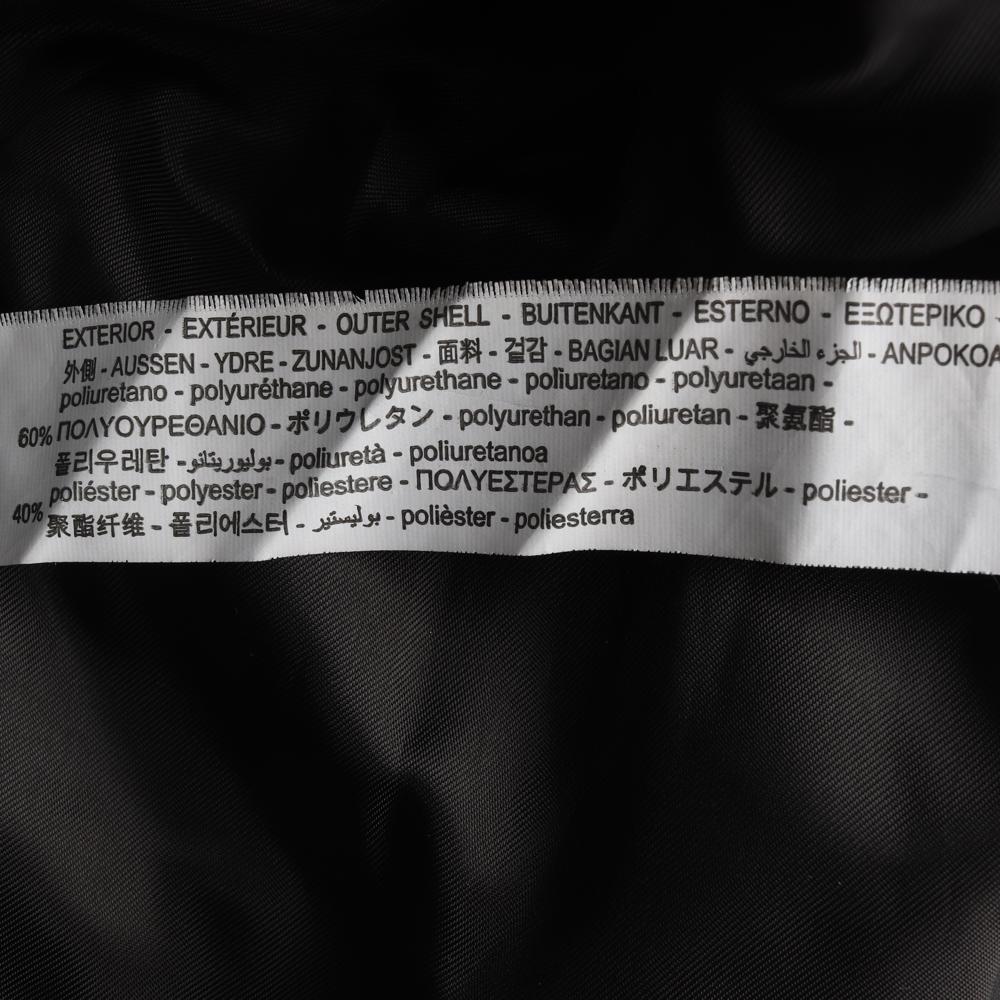 EXTERIOR - EXTÉRIEUR - OUTER SHELL - BUITENKANT - ESTERNO - ΕΞΩΤΕΡΙΚΟ -
外側 - AUSSEN - YDRE - ZUNANJOST - 面料 - 겉감 - BAGIAN LUAR - الجزء الخارجي - ANPOKOA
poliuretano - polyuréthane - polyurethane - poliuretano - polyuretaan -
60% ΠΟΛΥΟΥΡΕΘΑΝΙΟ - ポリウレタン - polyurethan - poliuretan - 聚氨酯 -
폴리우레탄 - بوليوريتانو - poliuretà - poliuretanoa
poliéster - polyester - poliestere - ΠΟΛΥΕΣΤΕΡΑΣ - ポリエステル - poliester -
40% 聚酯纤维 - 폴리에스터 - بوليستير - polièster - poliesterra